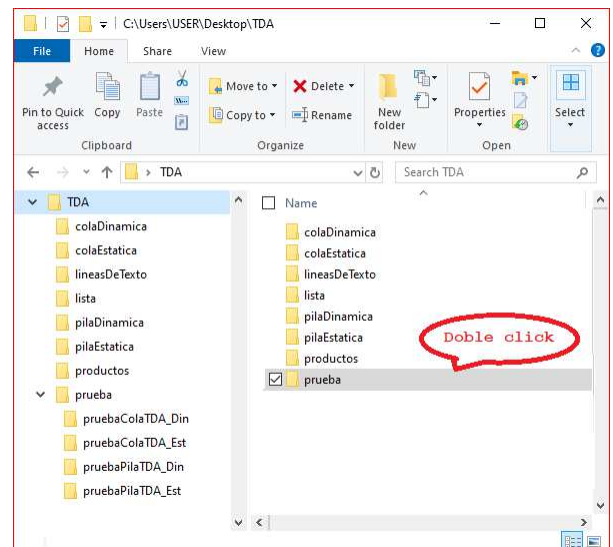 C:\Users\USER\Desktop\TDA
File Home Share View
Pin to Quick access
Copy
Paste
Move to
Copy to
Delete
Rename
New folder
Properties
Select
Clipboard Organize New Open
TDA Search TDA
TDA
colaDinamica
colaEstatica
lineasDeTexto
lista
pilaDinamica
pilaEstatica
productos
prueba
pruebaColaTDA_Din
pruebaColaTDA_Est
pruebaPilaTDA_Din
pruebaPilaTDA_Est
Name
colaDinamica
colaEstatica
lineasDeTexto
lista
pilaDinamica
pilaEstatica
productos
prueba
Doble click